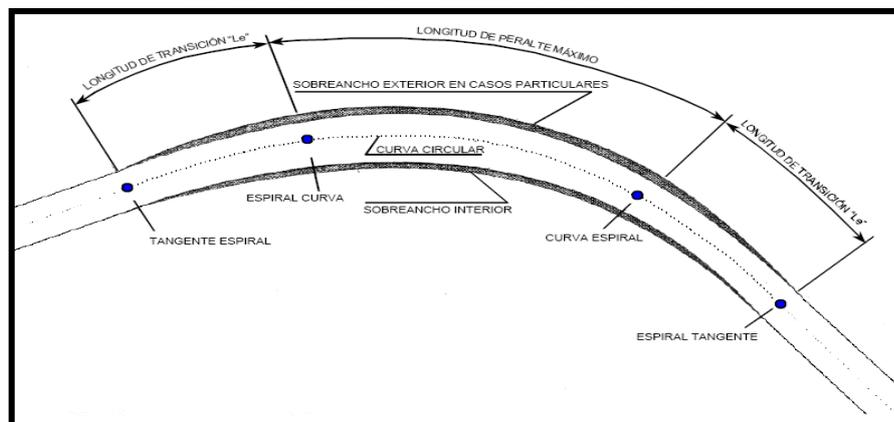 LONGITUD DE TRANSICIÓN "Le"
LONGITUD DE PERALTE MÁXIMO
SOBREANCHO EXTERIOR EN CASOS PARTICULARES
LONGITUD DE TRANSICIÓN "Le"
CURVA CIRCULAR
ESPIRAL CURVA
SOBREANCHO INTERIOR
TANGENTE ESPIRAL
CURVA ESPIRAL
ESPIRAL TANGENTE